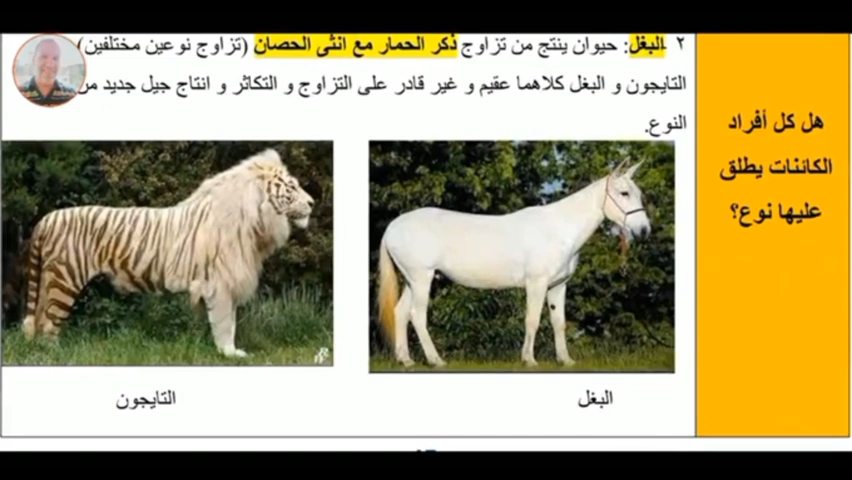 ٢ـ البغل: حيوان ينتج من تزاوج ذكر الحمار مع انثى الحصان (تزاوج نوعين مختلفين)
التايجون و البغل كلاهما عقيم و غير قادر على التزاوج و التكاثر و انتاج جيل جديد من
النوع.
هل كل أفراد
الكائنات يطلق
عليها نوع؟
البغل
التايجون